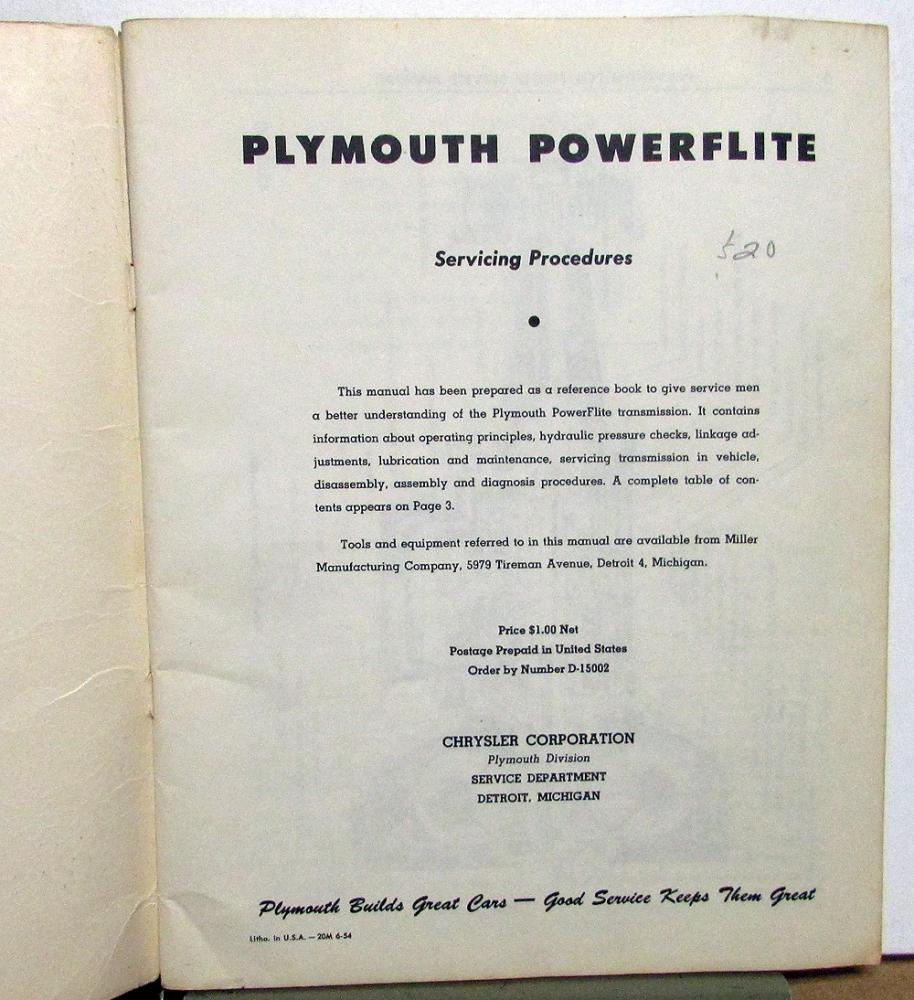 PLYMOUTH POWERFLITE
Servicing Procedures
520
•
This manual has been prepared as a reference book to give service men
a better understanding of the Plymouth PowerFlite transmission. It contains
information about operating principles, hydraulic pressure checks, linkage ad-
justments, lubrication and maintenance, servicing transmission in vehicle,
disassembly, assembly and diagnosis procedures. A complete table of con-
tents appears on Page 3.
Tools and equipment referred to in this manual are available from Miller
Manufacturing Company, 5979 Tireman Avenue, Detroit 4, Michigan.
Price $1.00 Net
Postage Prepaid in United States
Order by Number D-15002
CHRYSLER CORPORATION
Plymouth Division
SERVICE DEPARTMENT
DETROIT, MICHIGAN
Plymouth Builds Great Cars — Good Service Keeps Them Great
Litho. in U.S.A. — 20M 6-54